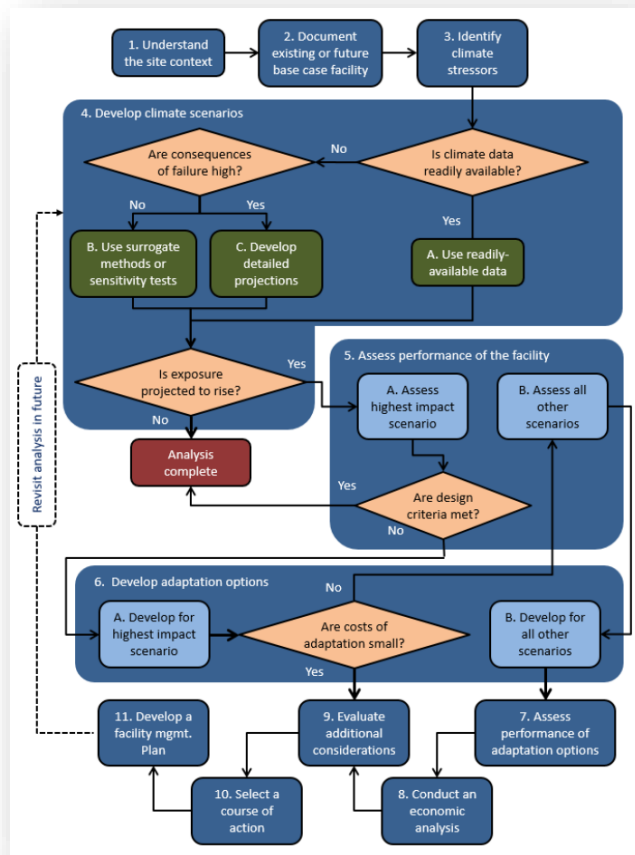 1. Understand
the site context
2. Document
existing or future
base case facility
3. Identify
climate
stressors
4. Develop climate scenarios
Are consequences
of failure high?
No
Is climate data
readily available?
No
Yes
Yes
B. Use surrogate
methods or
sensitivity tests
C. Develop
detailed
projections
A. Use readily-
available data
Is exposure
projected to rise?
Yes
No
Analysis
complete
5. Assess performance of the facility
A. Assess
highest impact
scenario
B. Assess all
other
scenarios
Yes
Are design
criteria met?
No
Revisit analysis in future
6. Develop adaptation options
No
A. Develop for
highest impact
scenario
Are costs of
adaptation small?
B. Develop for
all other
scenarios
Yes
11. Develop a
facility mgmt.
Plan
9. Evaluate
additional
considerations
7. Assess
performance of
adaptation options
10. Select a
course of
action
8. Conduct an
economic
analysis